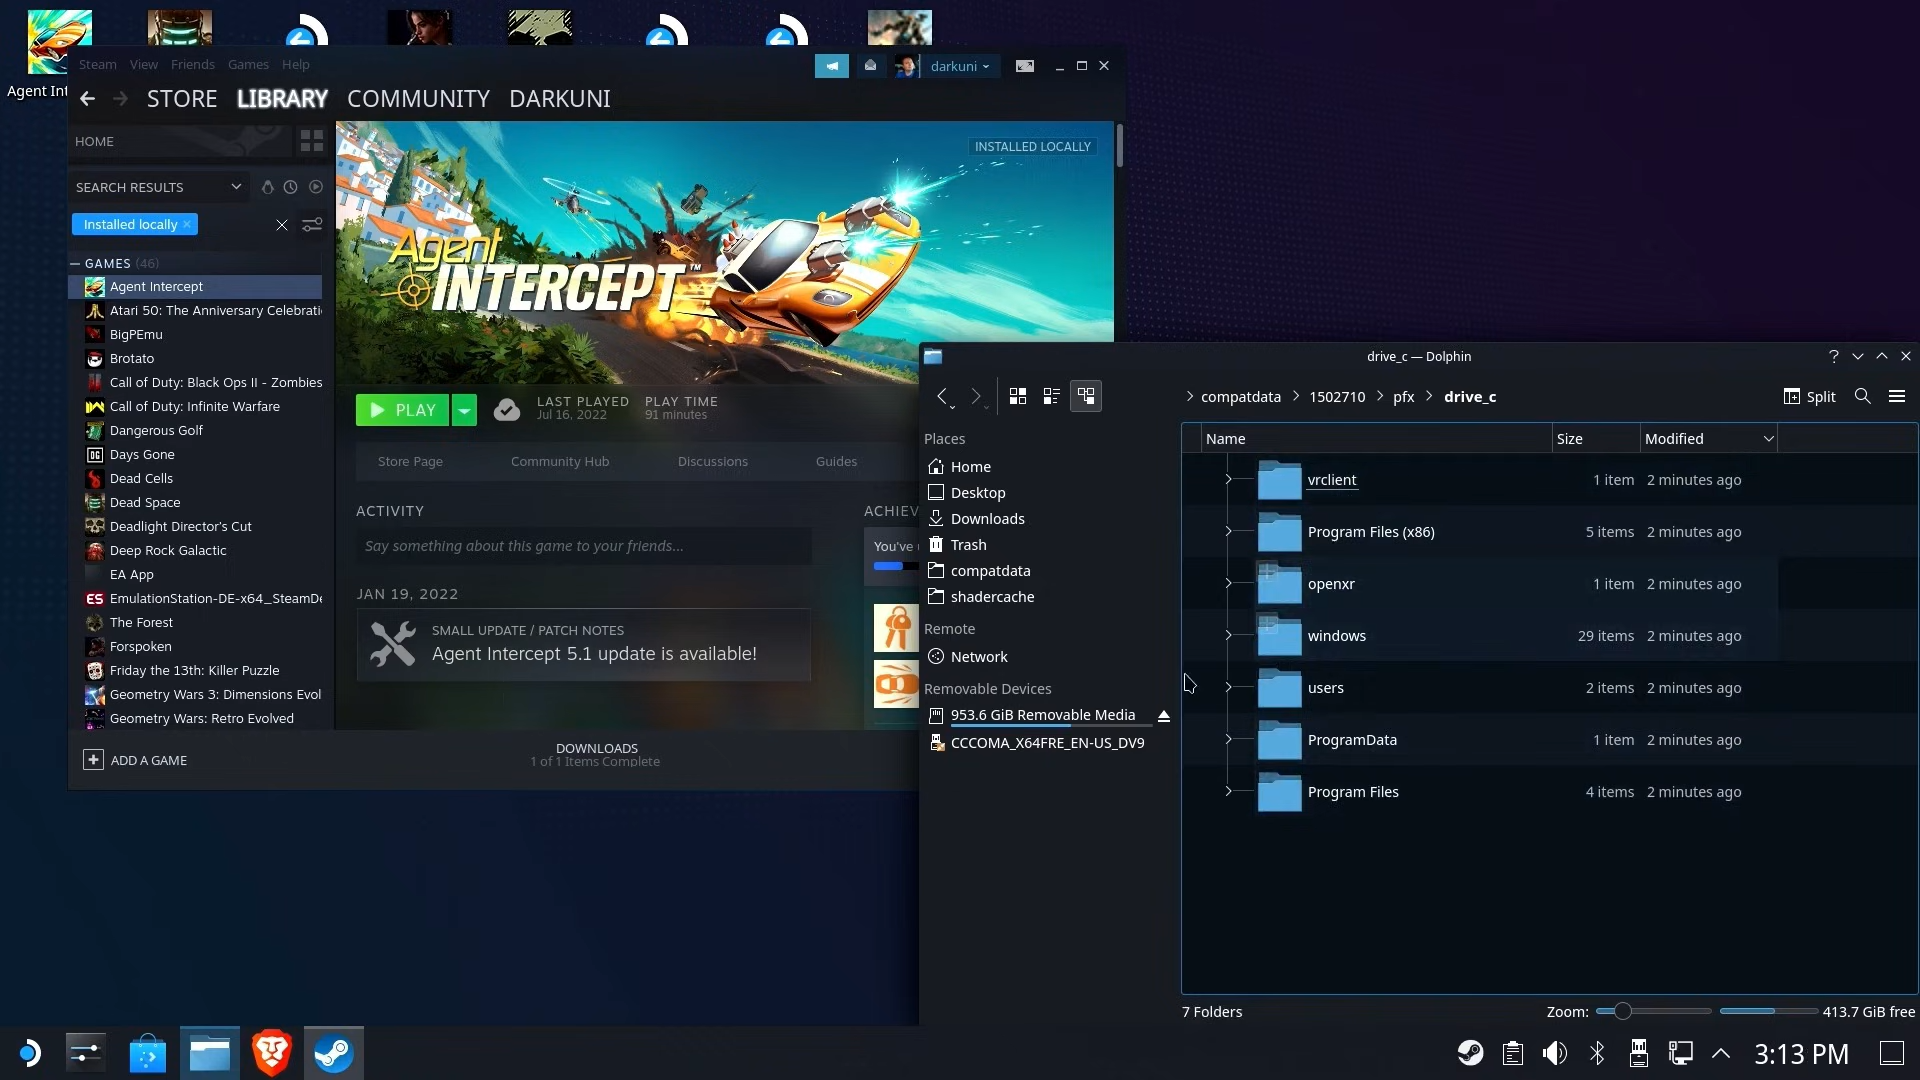 Agent Int
Steam View Friends Games Help
darkuni
STORE LIBRARY COMMUNITY DARKUNI
HOME
SEARCH RESULTS
Installed locally
GAMES (46)
Agent Intercept
Atari 50: The Anniversary Celebrati
BigPEmu
Brotato
Call of Duty: Black Ops II - Zombies
Call of Duty: Infinite Warfare
Dangerous Golf
DG Days Gone
Dead Cells
Dead Space
Deadlight Director's Cut
Deep Rock Galactic
EA App
ES EmulationStation-DE-x64_SteamDe
The Forest
Forspoken
Friday the 13th: Killer Puzzle
Geometry Wars 3: Dimensions Evol
Geometry Wars: Retro Evolved
ADD A GAME
INSTALLED LOCALLY
Agent
INTERCEPT™
PLAY
LAST PLAYED
Jul 16, 2022
PLAY TIME
91 minutes
Store Page Community Hub Discussions Guides
ACTIVITY
Say something about this game to your friends...
JAN 19, 2022
SMALL UPDATE / PATCH NOTES
Agent Intercept 5.1 update is available!
ACHIEV
You've
DOWNLOADS
1 of 1 Items Complete
drive_c — Dolphin
compatdata 1502710 pfx drive_c
Split
Places
Home
Desktop
Downloads
Trash
compatdata
shadercache
Remote
Network
Removable Devices
953.6 GiB Removable Media
CCCOMA_X64FRE_EN-US_DV9
Name Size Modified
vrclient 1 item 2 minutes ago
Program Files (x86) 5 items 2 minutes ago
openxr 1 item 2 minutes ago
windows 29 items 2 minutes ago
users 2 items 2 minutes ago
ProgramData 1 item 2 minutes ago
Program Files 4 items 2 minutes ago
7 Folders
Zoom:
413.7 GiB free
3:13 PM